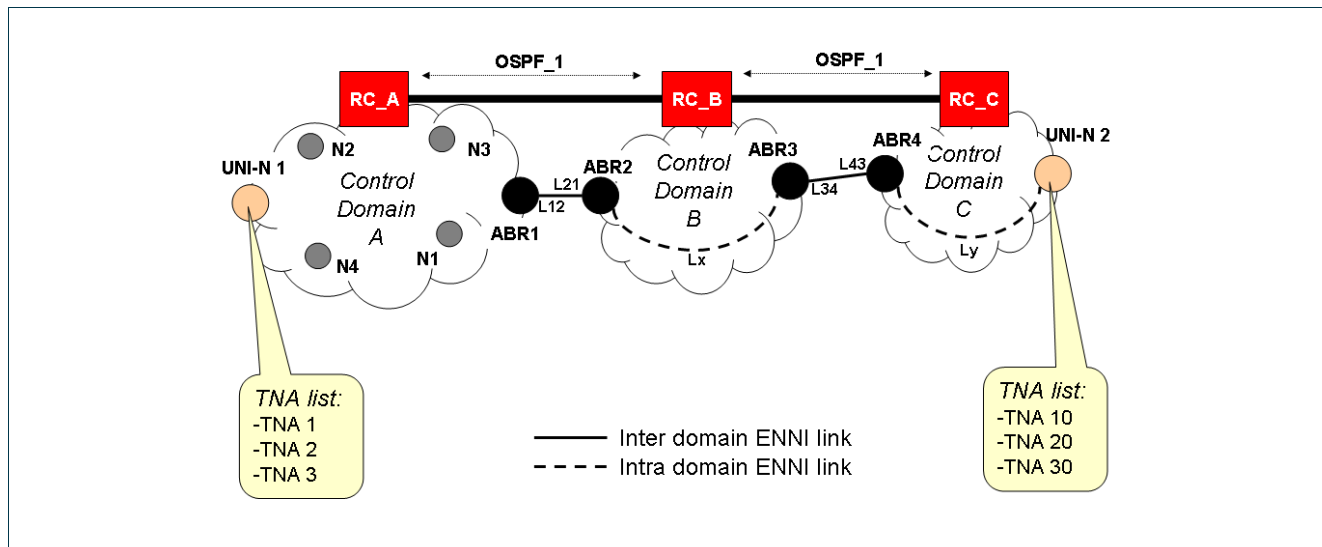 OSPF_1
OSPF_1
RC_A
RC_B
RC_C
UNI-N 1
N2
N3
Control
Domain
A
N4
N1
ABR1
L21
L12
ABR2
Control
Domain
B
Lx
ABR3
L34
L43
ABR4
Control
Domain
C
Ly
UNI-N 2
TNA list:
-TNA 1
-TNA 2
-TNA 3
Inter domain ENNI link
Intra domain ENNI link
TNA list:
-TNA 10
-TNA 20
-TNA 30